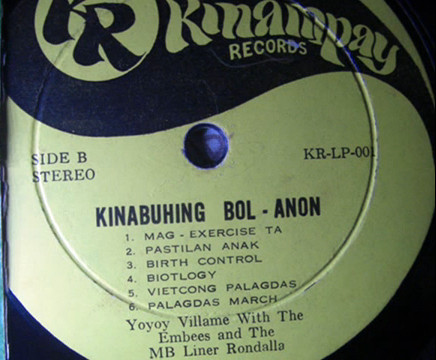 KR Kinampay
RECORDS
SIDE B
STEREO
KR-LP-001
KINABUHING BOL - ANON
1. MAG - EXERCISE TA
2. PASTILAN ANAK
3. BIRTH CONTROL
4. BIOTLOGY
5. VIETCONG PALAGDAS
6. PALAGDAS MARCH
Yoyoy Villame With The
Embees and The
MB Liner Rondalla